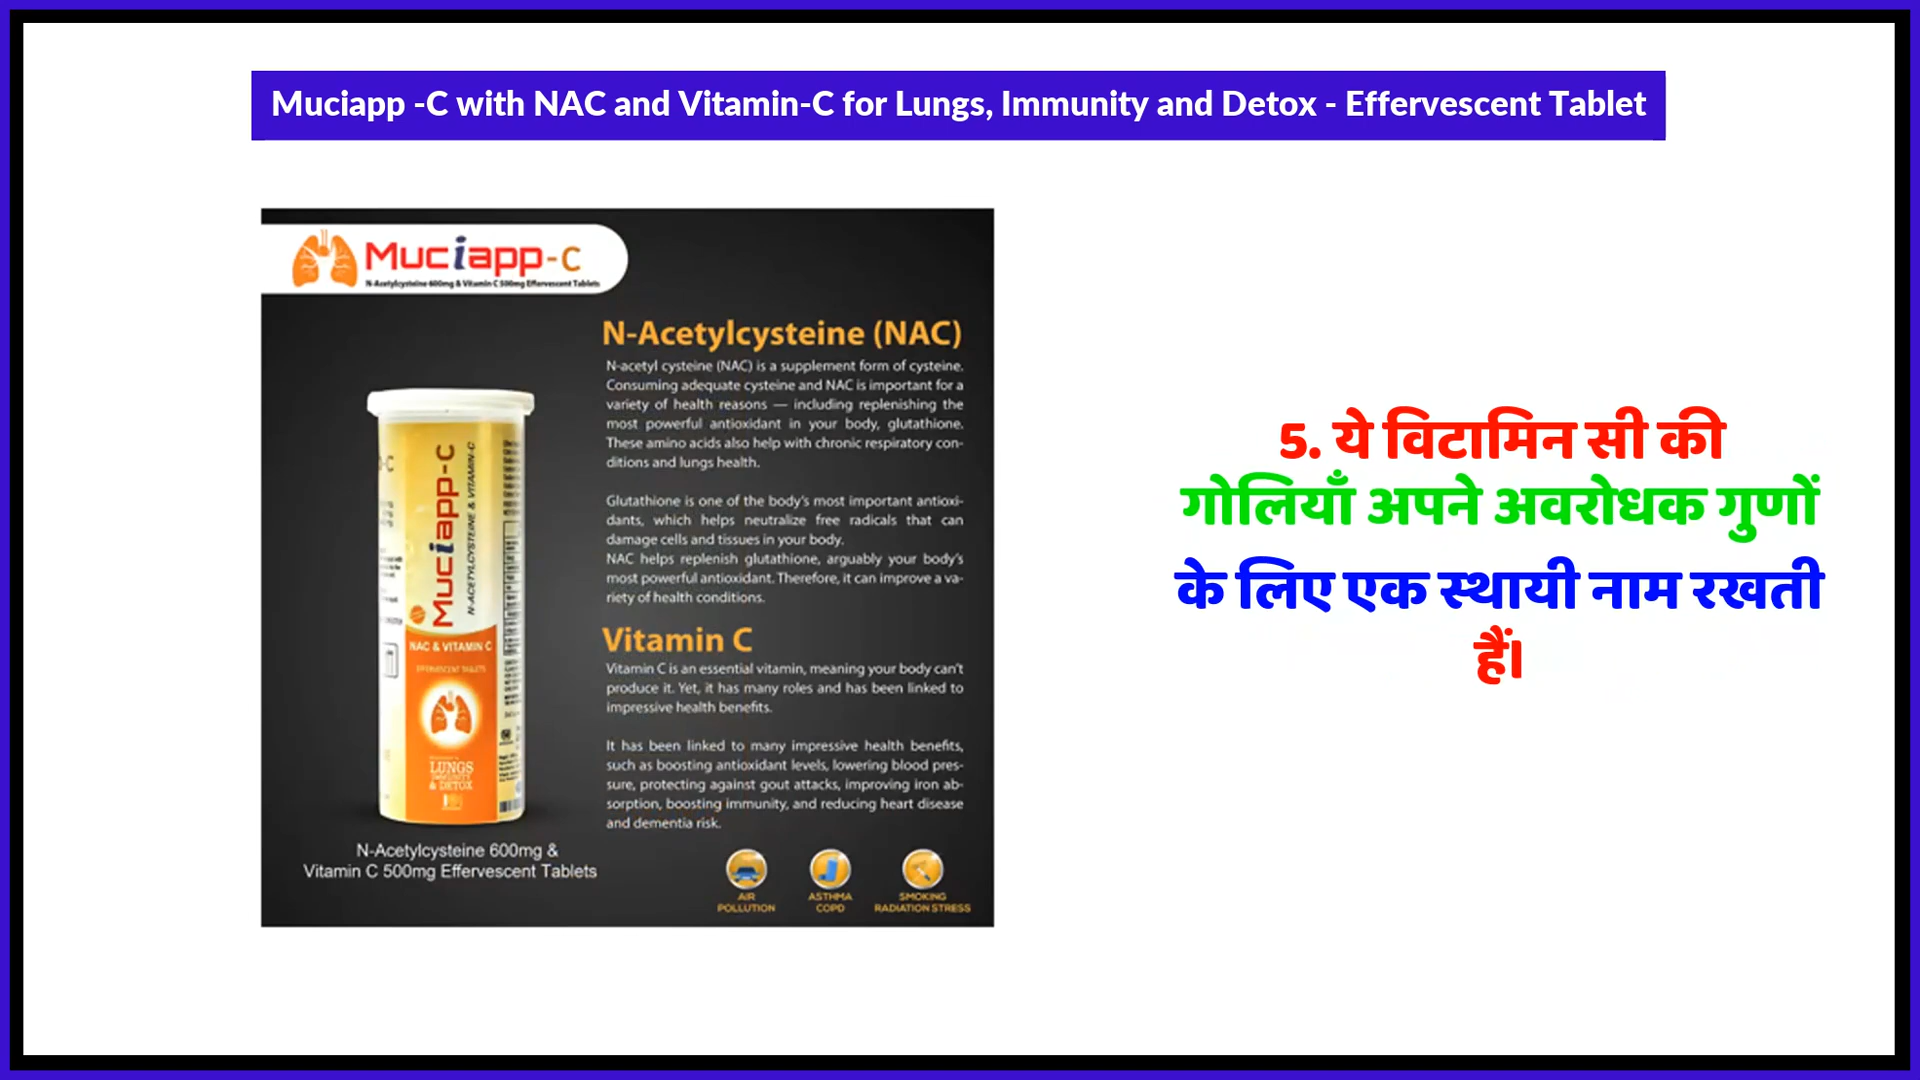 Muciapp -C with NAC and Vitamin-C for Lungs, Immunity and Detox - Effervescent Tablet
Muciapp-C
N-Acetylcysteine 600mg & Vitamin C 500mg Effervescent Tablets
N-Acetylcysteine (NAC)
N-acetyl cysteine (NAC) is a supplement form of cysteine.
Consuming adequate cysteine and NAC is important for a
variety of health reasons — including replenishing the
most powerful antioxidant in your body, glutathione.
These amino acids also help with chronic respiratory con-
ditions and lungs health.
Glutathione is one of the body's most important antioxi-
dants, which helps neutralize free radicals that can
damage cells and tissues in your body.
NAC helps replenish glutathione, arguably your body's
most powerful antioxidant. Therefore, it can improve a va-
riety of health conditions.
Vitamin C
Vitamin C is an essential vitamin, meaning your body can't
produce it. Yet, it has many roles and has been linked to
impressive health benefits.
It has been linked to many impressive health benefits,
such as boosting antioxidant levels, lowering blood pres-
sure, protecting against gout attacks, improving iron ab-
sorption, boosting immunity, and reducing heart disease
and dementia risk.
AIR
POLLUTION
ASTHMA
COPD
SMOKING
RADIATION STRESS
Muciapp-C
N-ACETYLCYSTEINE & VITAMIN-C
NAC & VITAMIN C
EFFERVESCENT TABLETS
LUNGS
IMMUNITY
& DETOX
N-Acetylcysteine 600mg &
Vitamin C 500mg Effervescent Tablets
5. ये विटामिन सी की
गोलियाँ अपने अवरोधक गुणों
के लिए एक स्थायी नाम रखती
हैं।